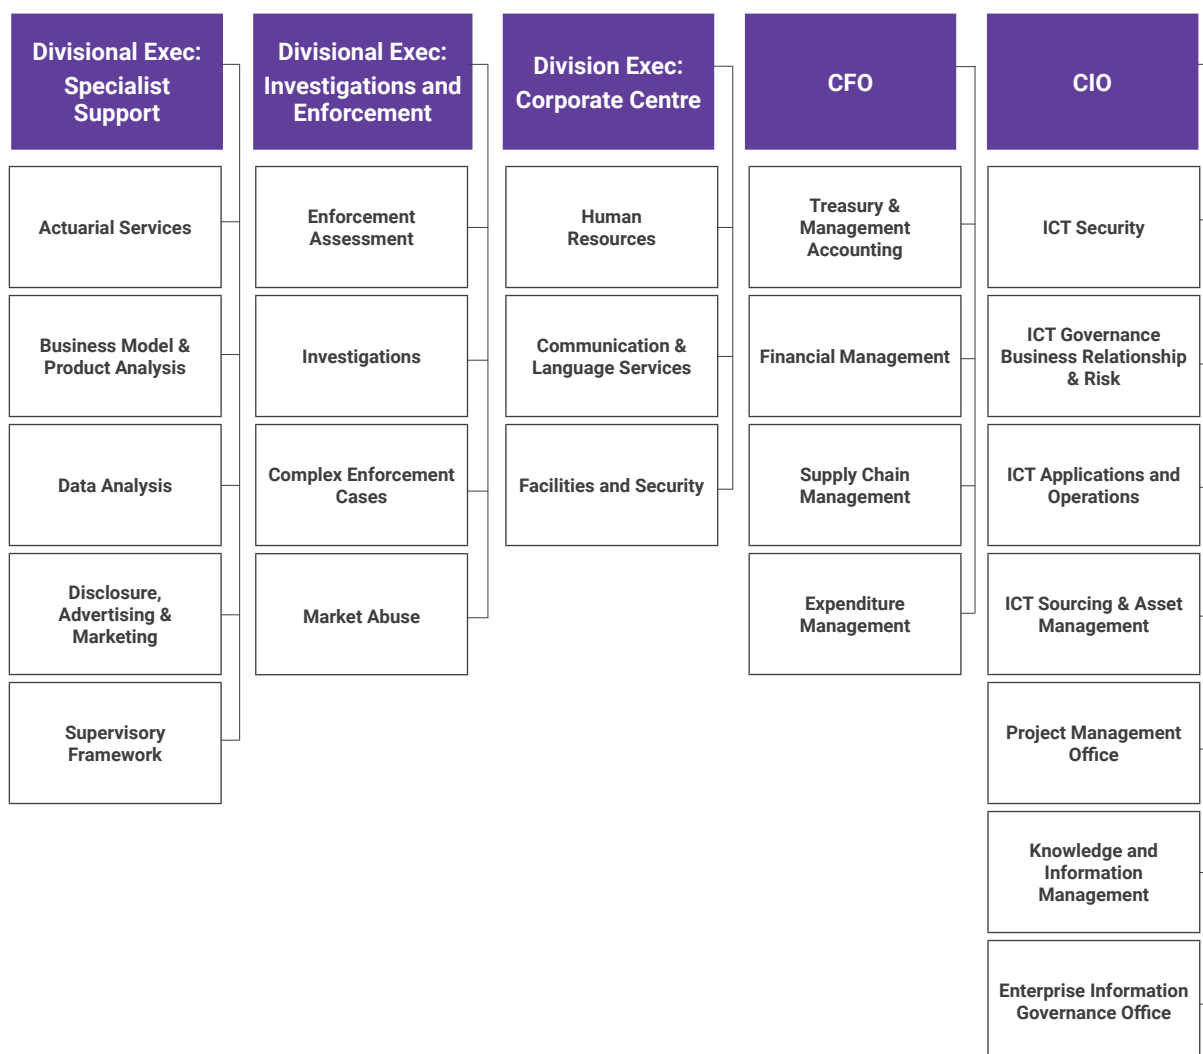 Divisional Exec:
Specialist
Support
Actuarial Services
Business Model &
Product Analysis
Data Analysis
Disclosure,
Advertising &
Marketing
Supervisory
Framework
Divisional Exec:
Investigations and
Enforcement
Enforcement
Assessment
Investigations
Complex Enforcement
Cases
Market Abuse
Division Exec:
Corporate Centre
Human
Resources
Communication &
Language Services
Facilities and Security
CFO
Treasury &
Management
Accounting
Financial Management
Supply Chain
Management
Expenditure
Management
CIO
ICT Security
ICT Governance
Business Relationship
& Risk
ICT Applications and
Operations
ICT Sourcing & Asset
Management
Project Management
Office
Knowledge and
Information
Management
Enterprise Information
Governance Office